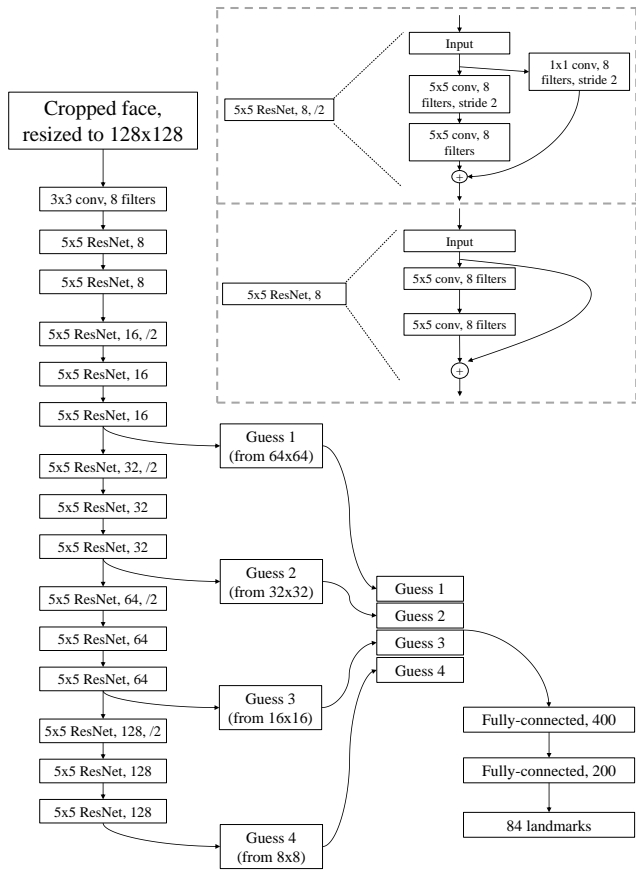 Cropped face,
resized to 128x128
3x3 conv, 8 filters
5x5 ResNet, 8
5x5 ResNet, 8
5x5 ResNet, 16, /2
5x5 ResNet, 16
5x5 ResNet, 16
5x5 ResNet, 32, /2
5x5 ResNet, 32
5x5 ResNet, 32
5x5 ResNet, 64, /2
5x5 ResNet, 64
5x5 ResNet, 64
5x5 ResNet, 128, /2
5x5 ResNet, 128
5x5 ResNet, 128
5x5 ResNet, 8, /2
Input
1x1 conv, 8
filters, stride 2
5x5 conv, 8
filters, stride 2
5x5 conv, 8
filters
+
5x5 ResNet, 8
Input
5x5 conv, 8 filters
5x5 conv, 8 filters
+
Guess 1
(from 64x64)
Guess 2
(from 32x32)
Guess 3
(from 16x16)
Guess 4
(from 8x8)
Guess 1
Guess 2
Guess 3
Guess 4
Fully-connected, 400
Fully-connected, 200
84 landmarks